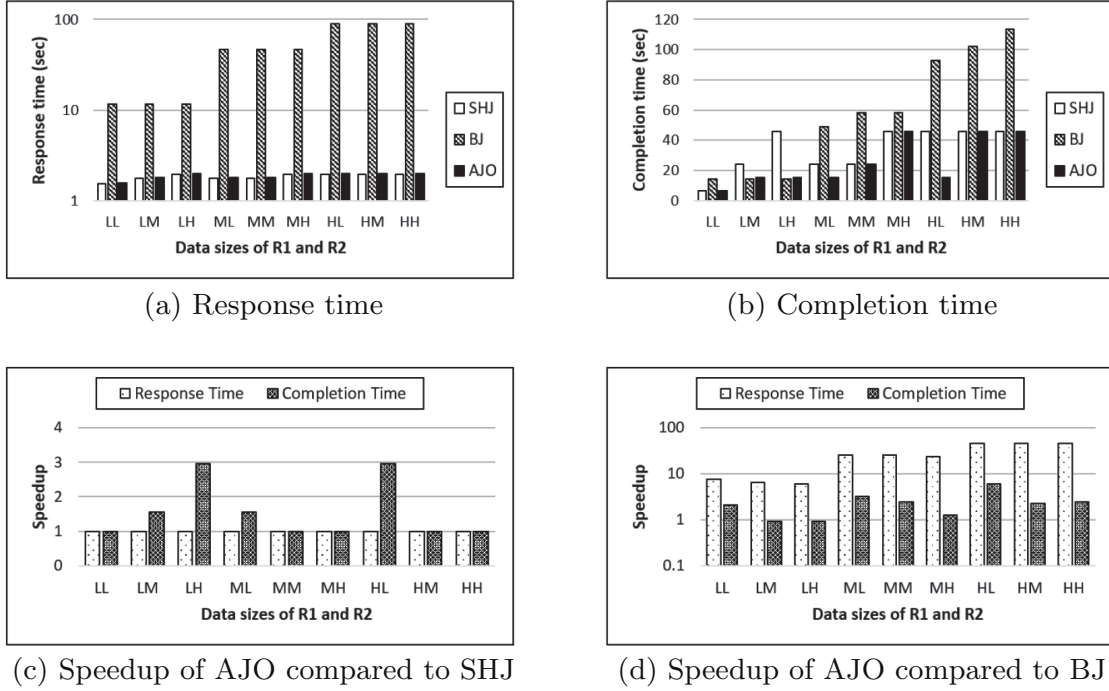 100
10
1
Response time (sec)
LL LM LH ML MM MH HL HM HH
Data sizes of R1 and R2
SHJ
BJ
AJO
(a) Response time
120
100
80
60
40
20
0
Completion time (sec)
LL LM LH ML MM MH HL HM HH
Data sizes of R1 and R2
SHJ
BJ
AJO
(b) Completion time
Response Time Completion Time
4
3
2
1
0
Speedup
LL LM LH ML MM MH HL HM HH
Data sizes of R1 and R2
(c) Speedup of AJO compared to SHJ
Response Time Completion Time
100
10
1
0.1
Speedup
LL LM LH ML MM MH HL HM HH
Data sizes of R1 and R2
(d) Speedup of AJO compared to BJ